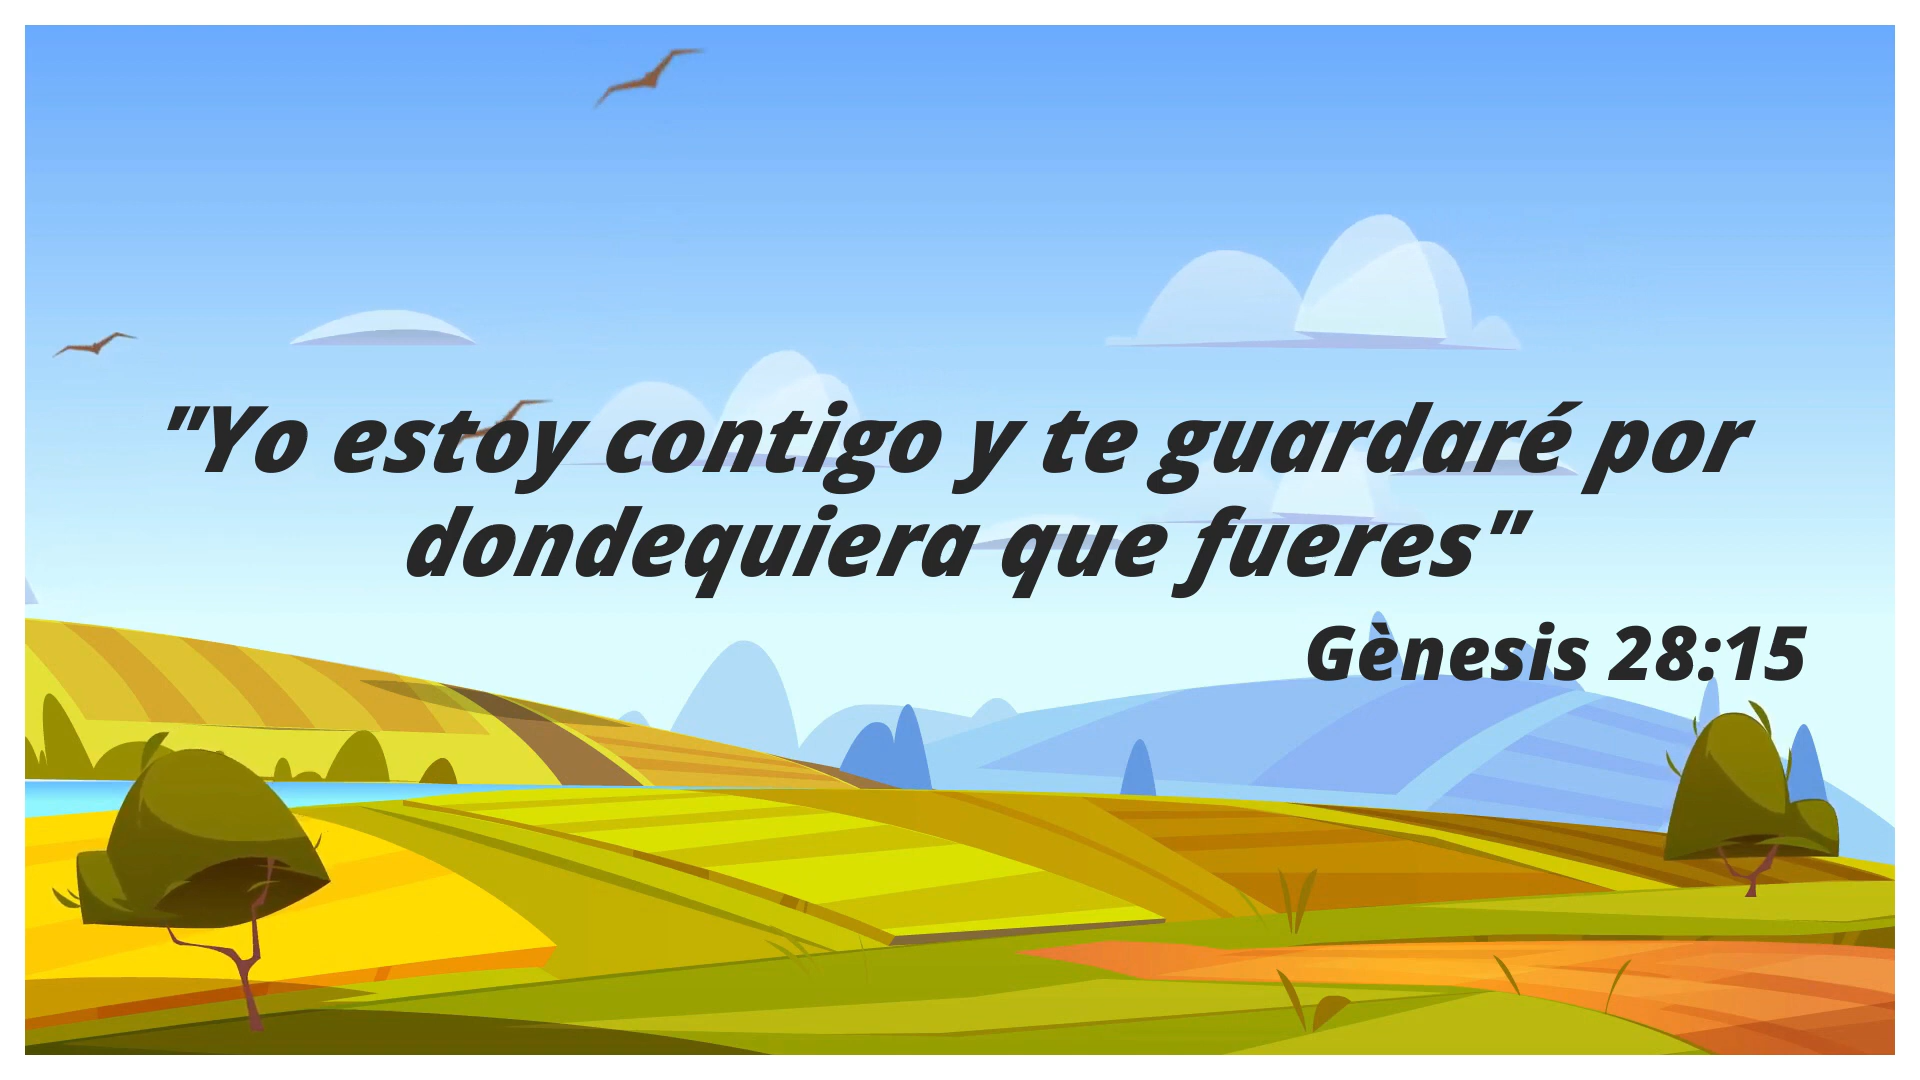 "Yo estoy contigo y te guardaré por
dondequiera que fueres"
Gènesis 28:15